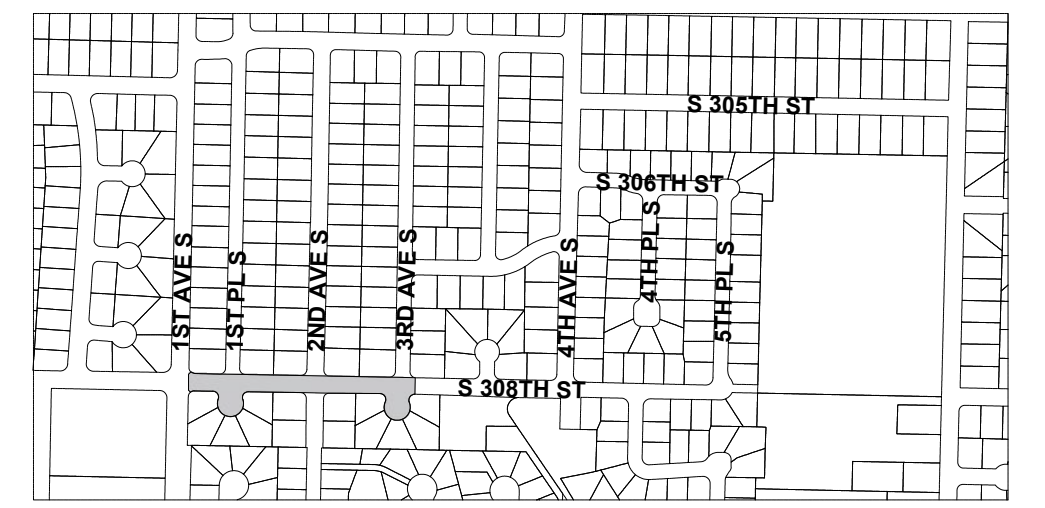 S 305TH ST
S 306TH ST
1ST AVE S
1ST PL S
2ND AVE S
3RD AVE S
4TH AVE S
4TH PL S
5TH PL S
S 308TH ST